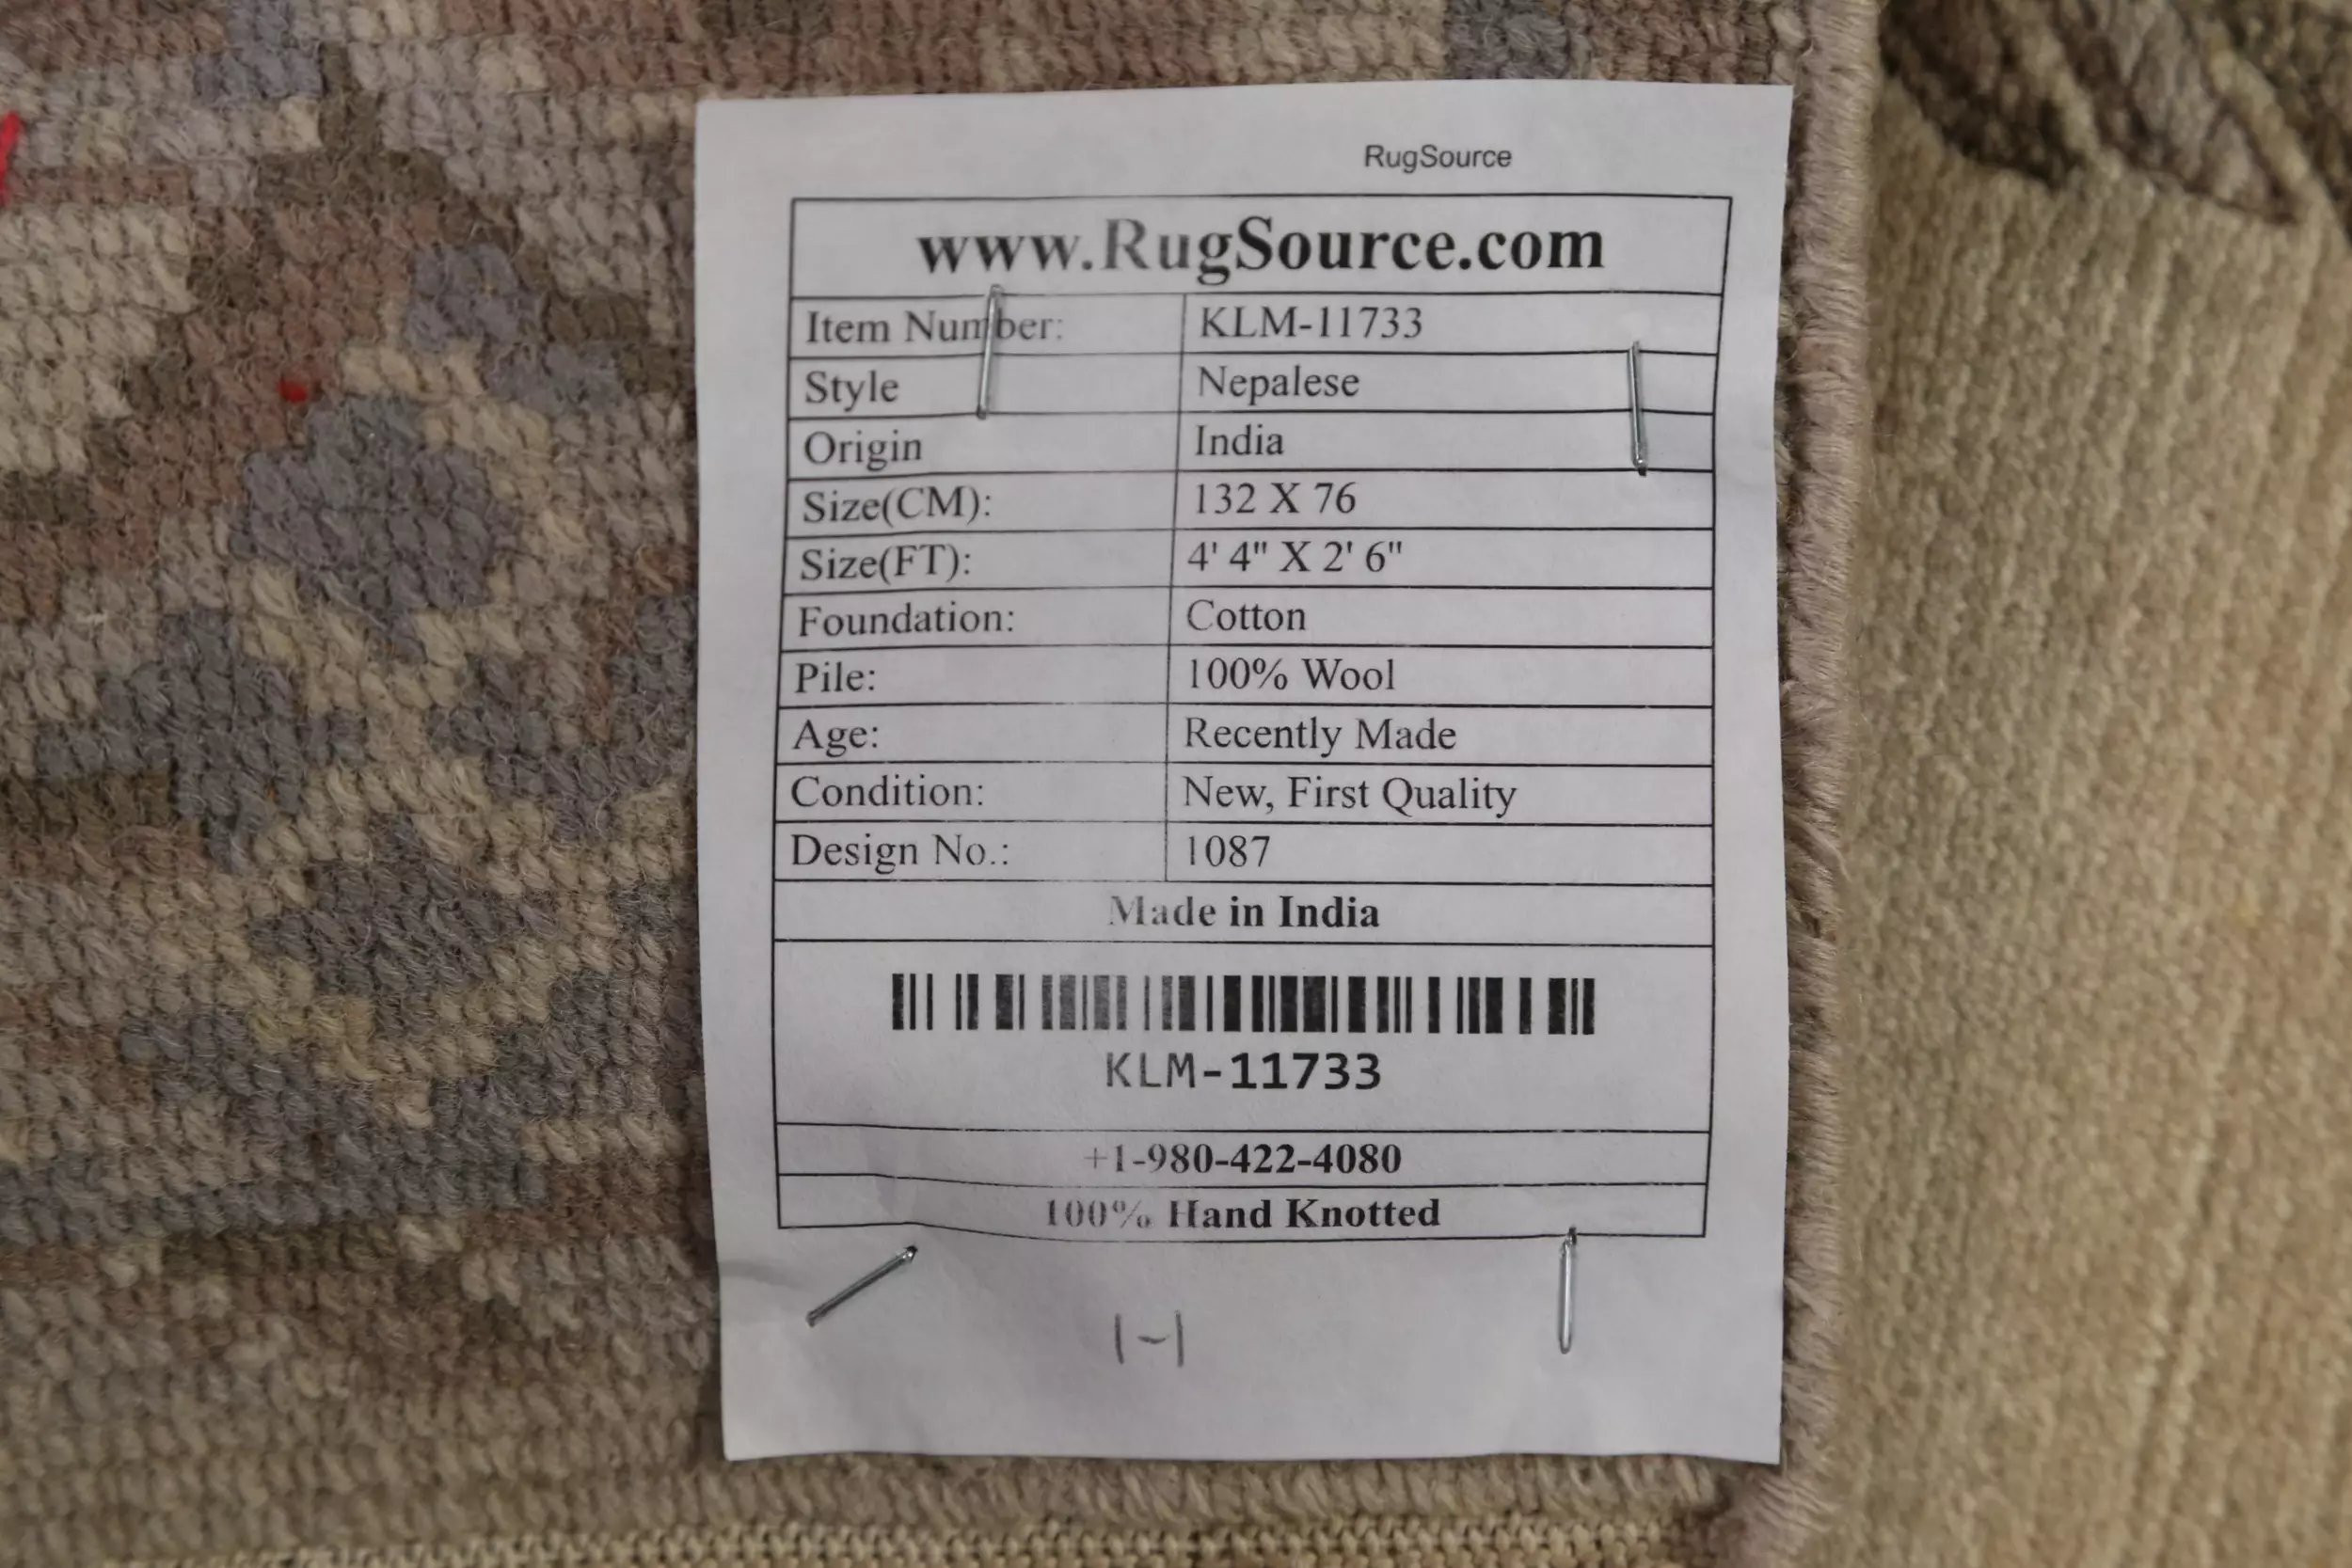 RugSource
www.RugSource.com
Item Number: KLM-11733
Style Nepalese
Origin India
Size(CM): 132 X 76
Size(FT): 4' 4" X 2' 6"
Foundation: Cotton
Pile: 100% Wool
Age: Recently Made
Condition: New, First Quality
Design No.: 1087
Made in India
KLM-11733
+1-980-422-4080
100% Hand Knotted
1-1